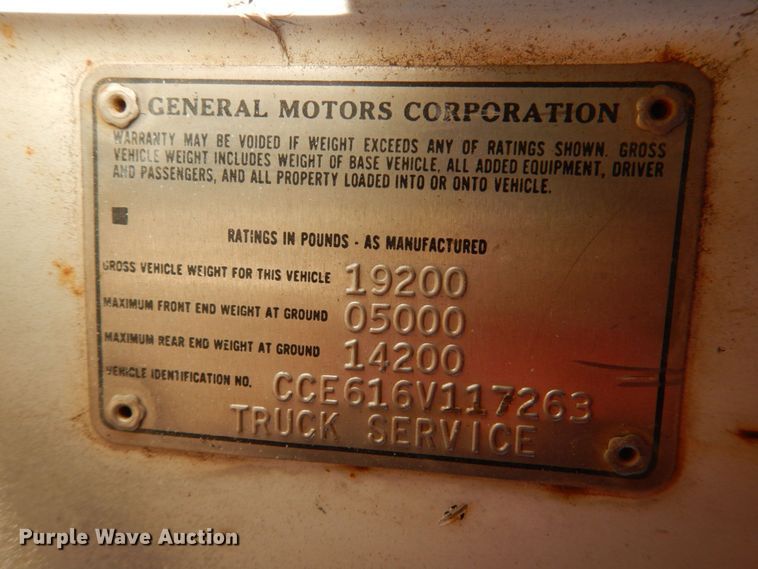 GENERAL MOTORS CORPORATION
WARRANTY MAY BE VOIDED IF WEIGHT EXCEEDS ANY OF RATINGS SHOWN. GROSS
VEHICLE WEIGHT INCLUDES WEIGHT OF BASE VEHICLE, ALL ADDED EQUIPMENT, DRIVER
AND PASSENGERS, AND ALL PROPERTY LOADED INTO OR ONTO VEHICLE.
RATINGS IN POUNDS - AS MANUFACTURED
GROSS VEHICLE WEIGHT FOR THIS VEHICLE 19200
MAXIMUM FRONT END WEIGHT AT GROUND 05000
MAXIMUM REAR END WEIGHT AT GROUND 14200
VEHICLE IDENTIFICATION NO. CCE616V117263
TRUCK SERVICE
Purple Wave Auction